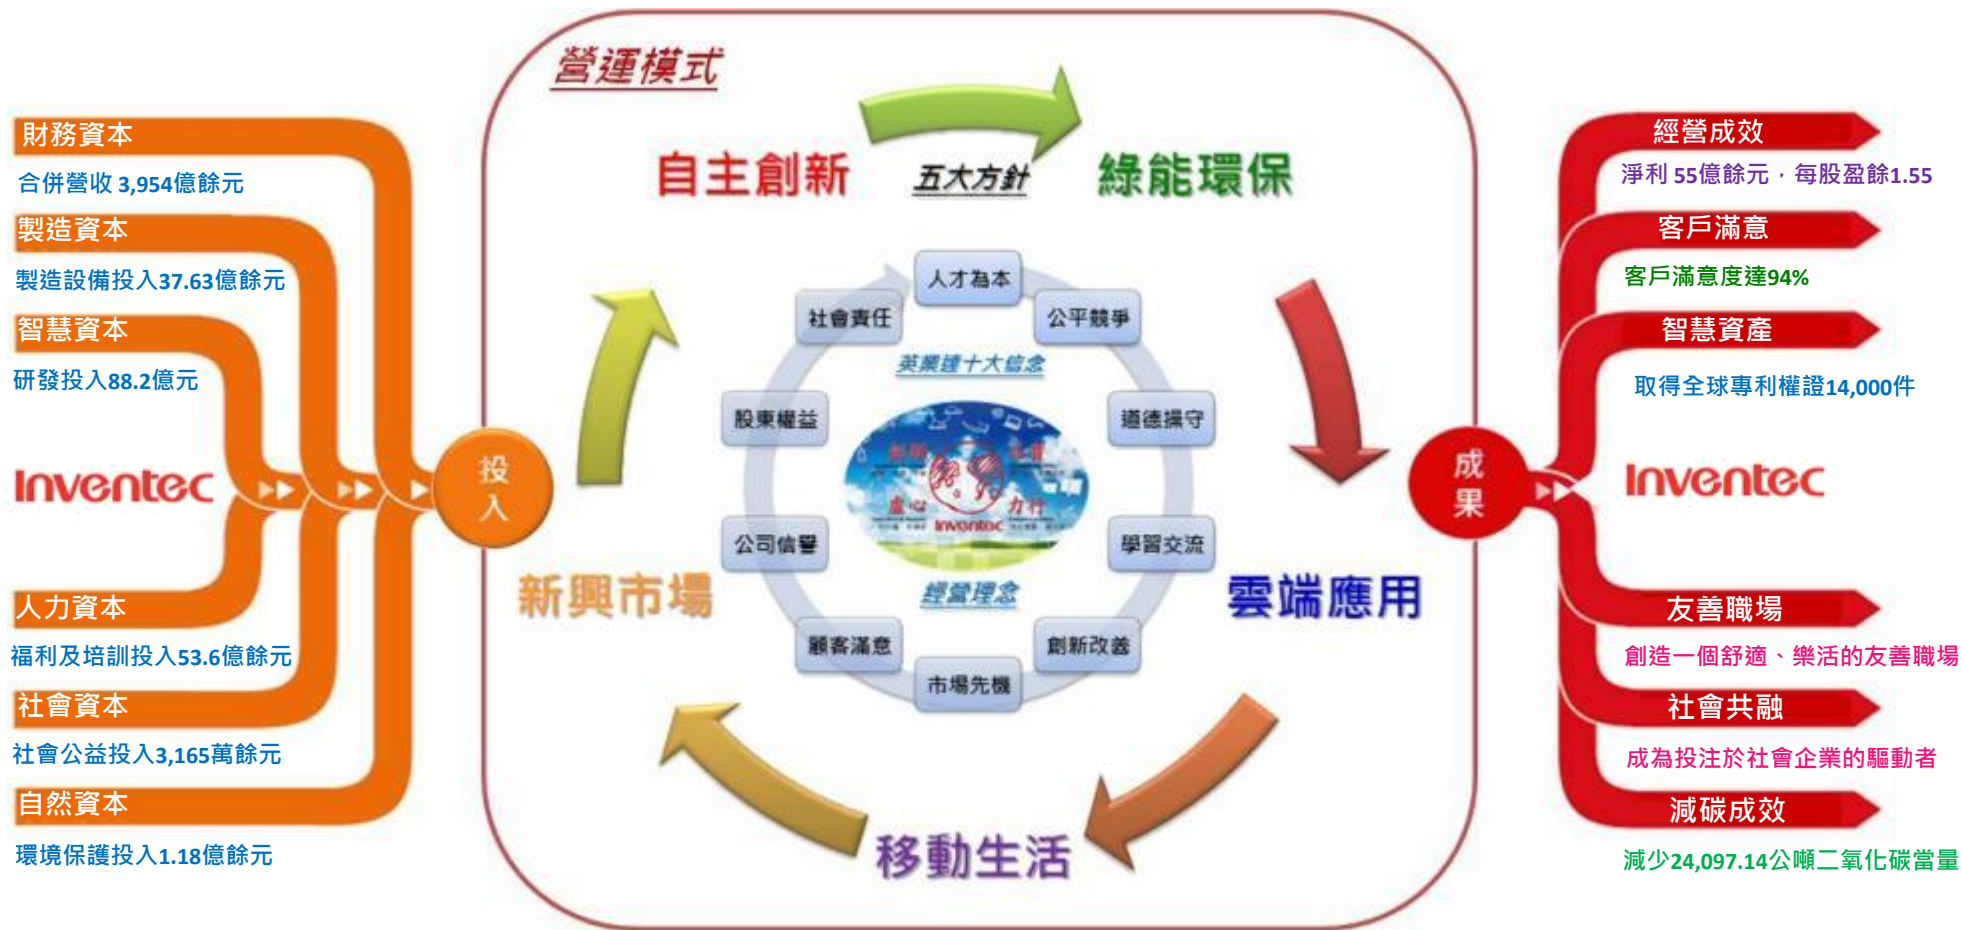 營運模式
財務資本
合併營收 3,954億餘元
製造資本
製造設備投入37.63億餘元
智慧資本
研發投入88.2億元
Inventec
人力資本
福利及培訓投入53.6億餘元
社會資本
社會公益投入3,165萬餘元
自然資本
環境保護投入1.18億餘元
投入
自主創新
五大方針
綠能環保
雲端應用
移動生活
新興市場
人才為本
公平競爭
道德操守
學習交流
創新改善
市場先機
顧客滿意
公司信譽
股東權益
社會責任
英業達十大信念
創新
虛心
力行
Inventec
經營理念
成果
經營成效
淨利 55億餘元，每股盈餘1.55
客戶滿意
客戶滿意度達94%
智慧資產
取得全球專利權證14,000件
Inventec
友善職場
創造一個舒適、樂活的友善職場
社會共融
成為投注於社會企業的驅動者
減碳成效
減少24,097.14公噸二氧化碳當量